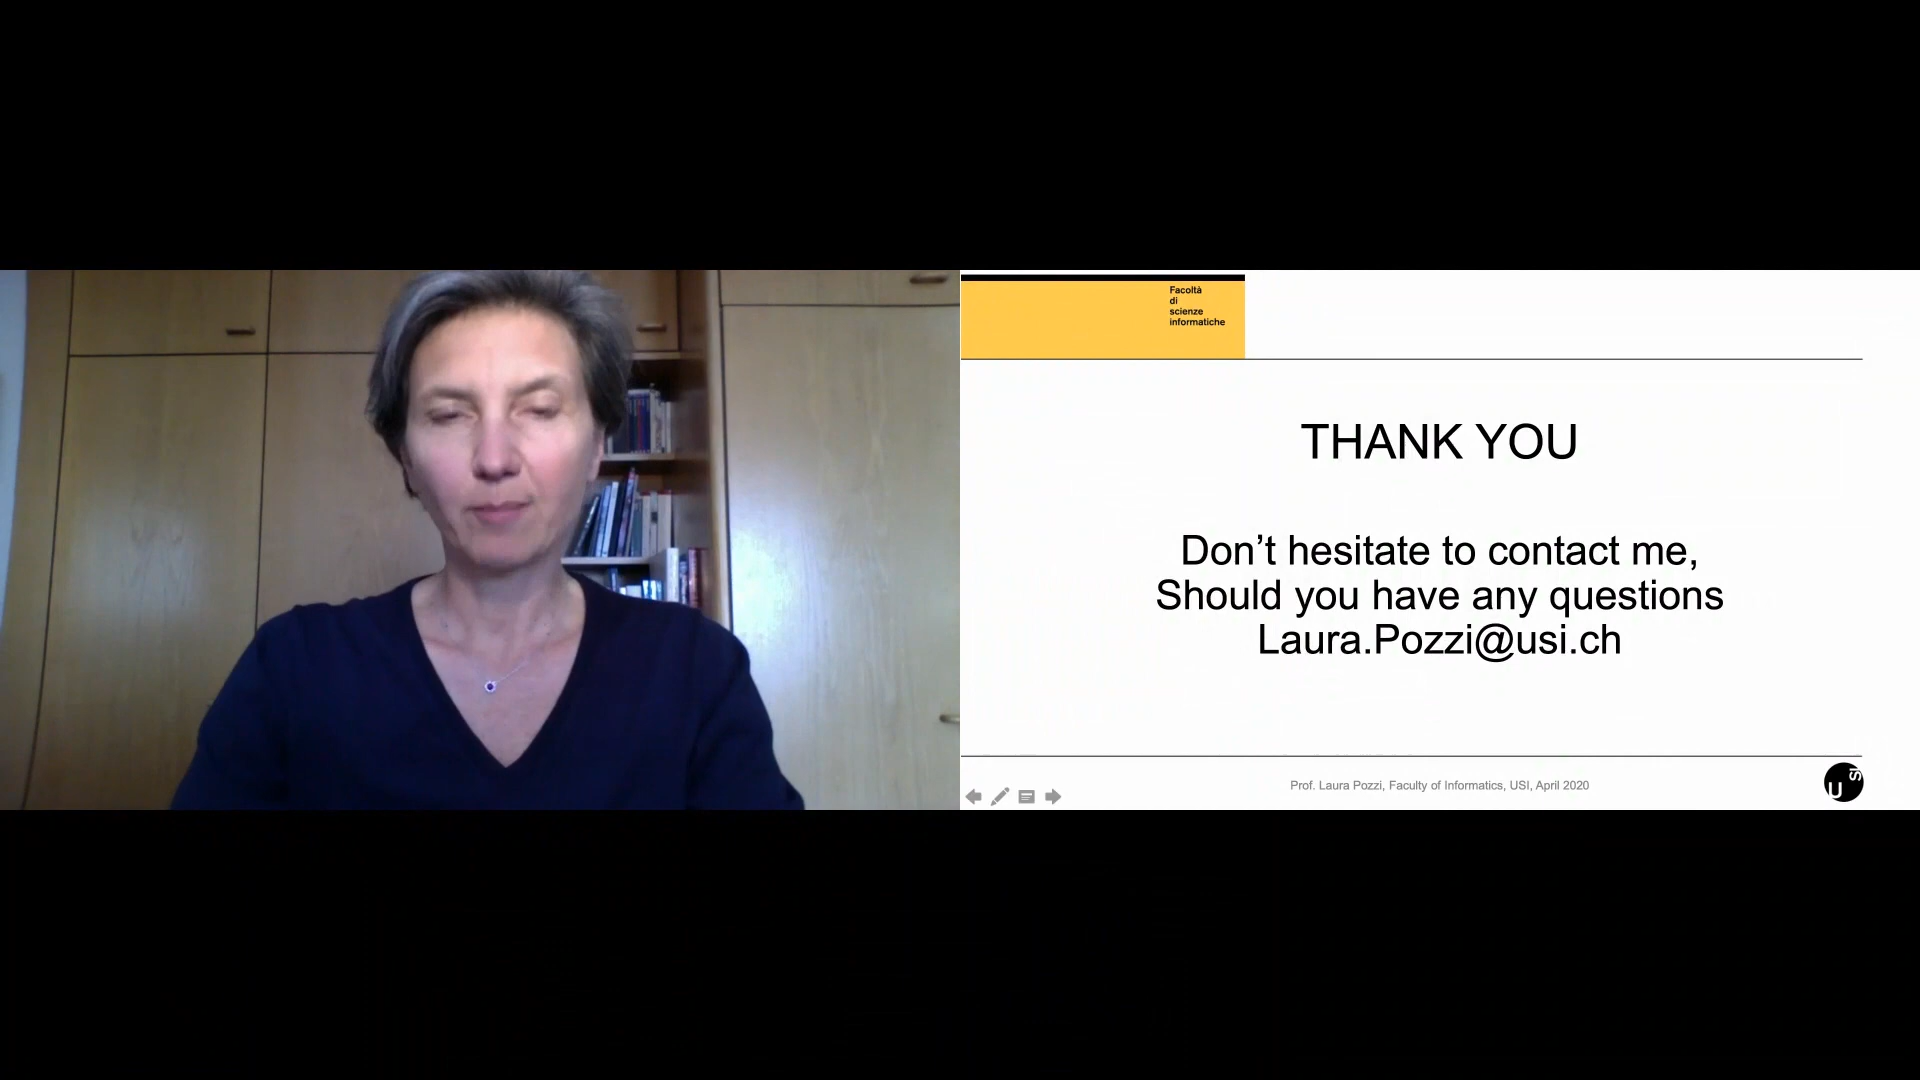 Facoltà
di
scienze
informatiche
THANK YOU
Don’t hesitate to contact me,
Should you have any questions
Laura.Pozzi@usi.ch
Prof. Laura Pozzi, Faculty of Informatics, USI, April 2020
U
SI